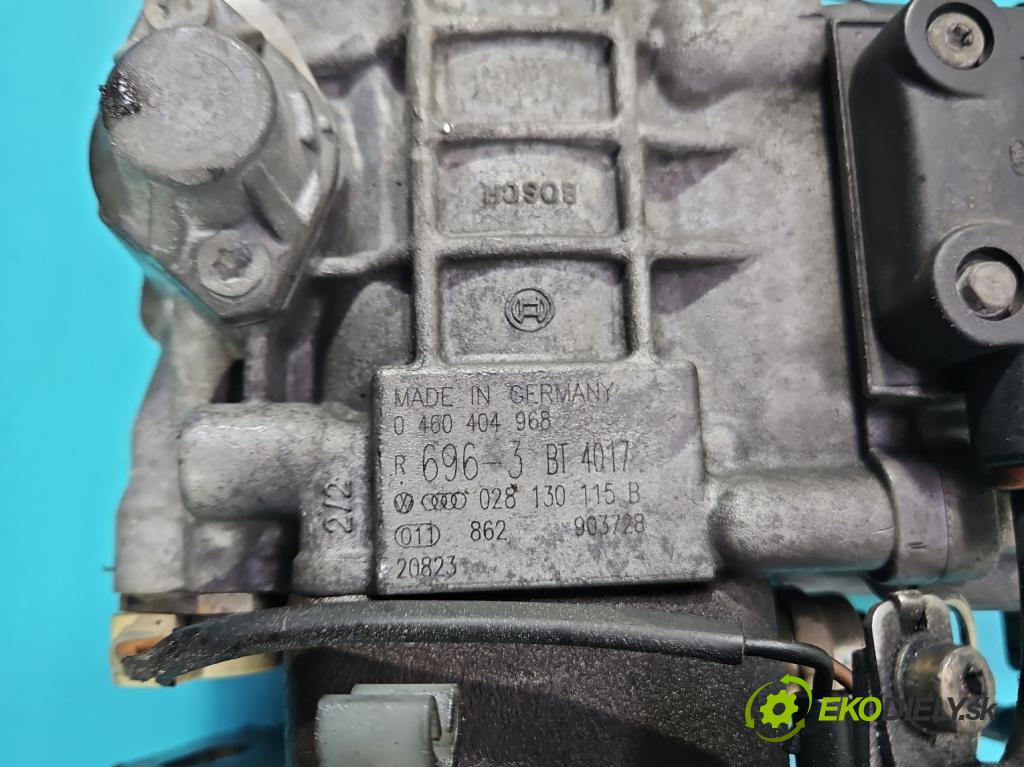 BOSCH
MADE IN GERMANY
0 460 404 968
R 696-3 BT 4017
028 130 115 B
011 862 903728
20823
2/2
EKODIELY.sk